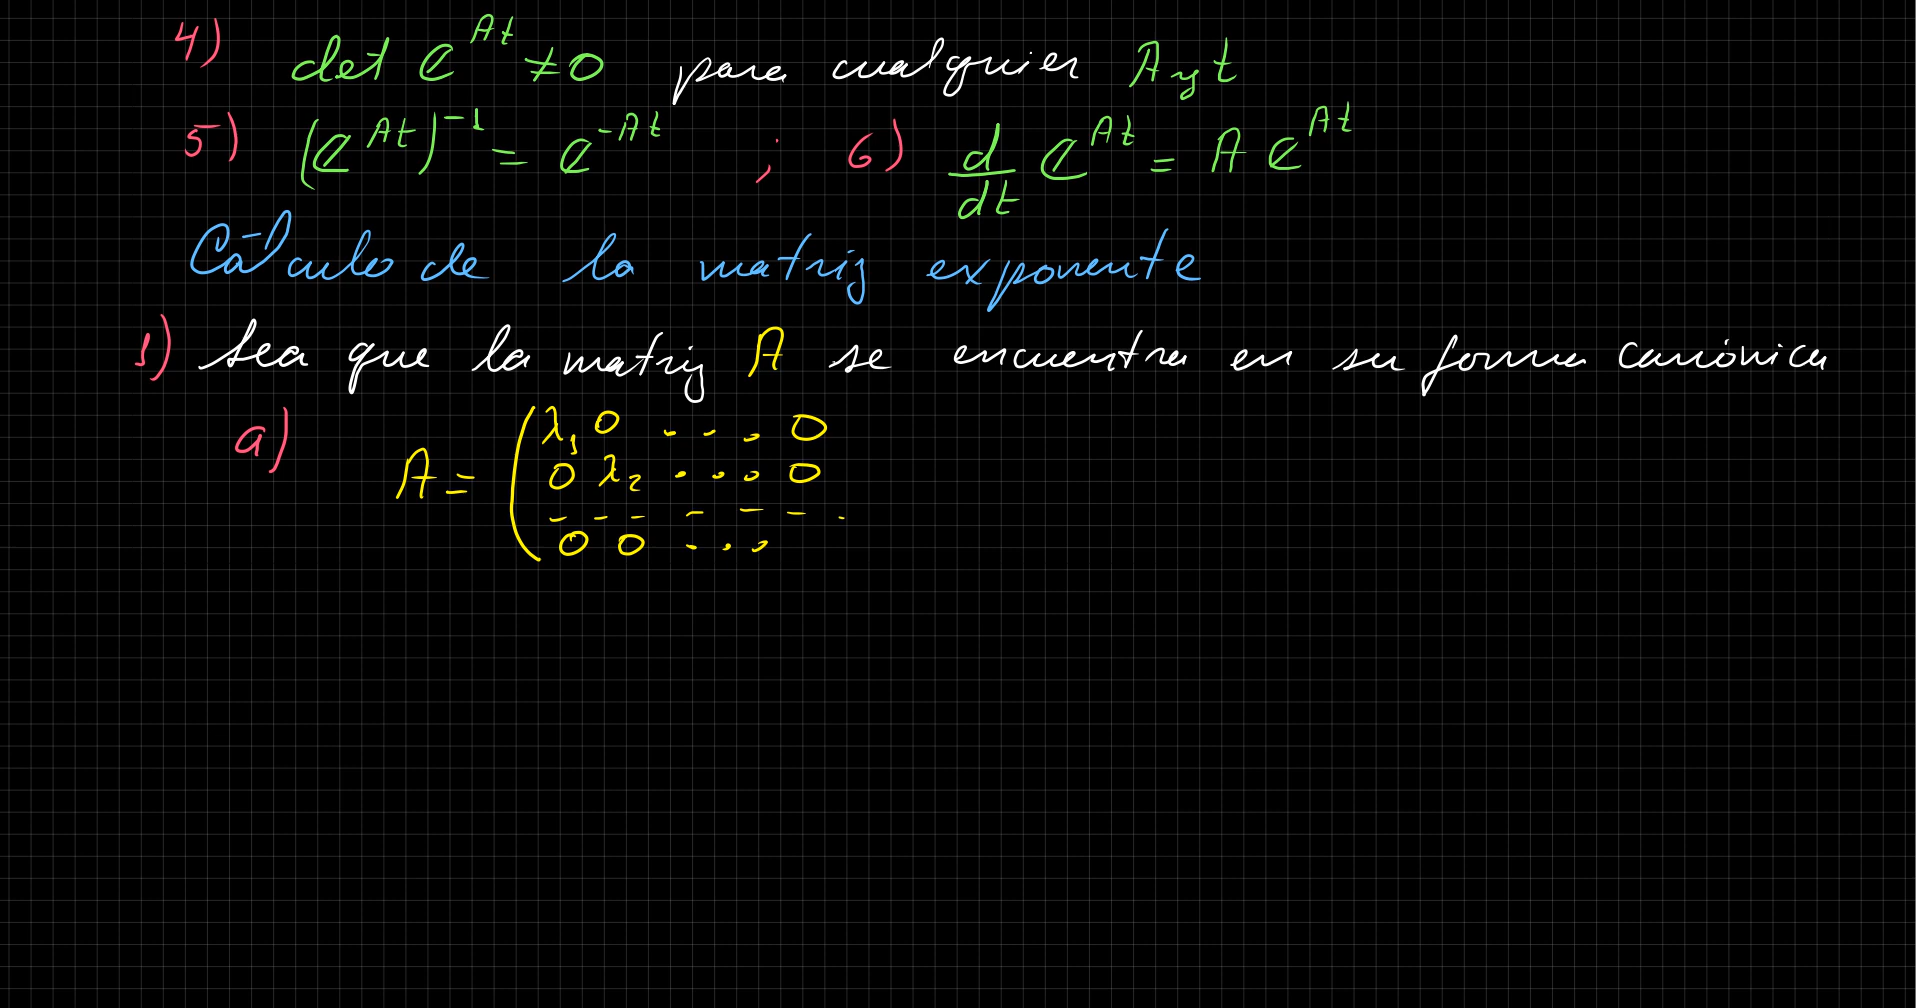 4) det e^{At} ≠ 0 para cualquier A y t
5) (e^{At})^{-1} = e^{-At} ; 6) d/dt e^{At} = A e^{At}
Cálculo de la matriz exponente
1) Sea que la matriz A se encuentra en su forma canónica
a) A = ( λ₁ 0 . . . 0
0 λ₂ . . . 0
- - - - - - -
0 0 . . .